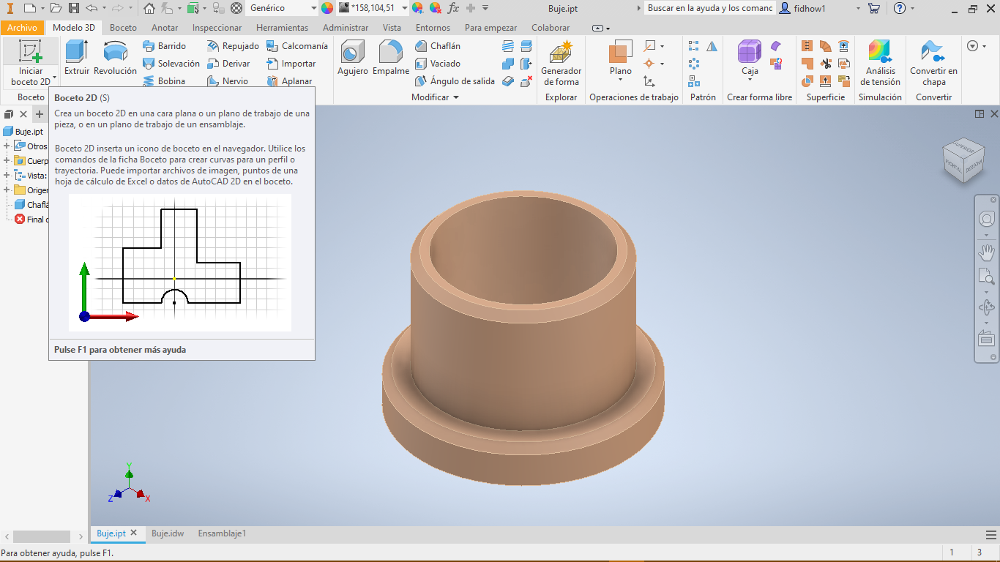 Genérico
*158,104,51
fx
Buje.ipt
Buscar en la ayuda y los comanc
fidhow1
Archivo
Modelo 3D
Boceto
Anotar
Inspeccionar
Herramientas
Administrar
Vista
Entornos
Para empezar
Colaborar
Iniciar
boceto 2D
Extruir
Revolución
Barrido
Solevación
Bobina
Repujado
Derivar
Nervio
Calcomanía
Importar
Aplanar
Agujero
Empalme
Chaflán
Vaciado
Ángulo de salida
Generador
de forma
Plano
Caja
Análisis
de tensión
Convertir en
chapa
Boceto
Modificar
Explorar
Operaciones de trabajo
Patrón
Crear forma libre
Superficie
Simulación
Convertir
Boceto 2D (S)
Crea un boceto 2D en una cara plana o un plano de trabajo de una
pieza, o en un plano de trabajo de un ensamblaje.
Boceto 2D inserta un icono de boceto en el navegador. Utilice los
comandos de la ficha Boceto para crear curvas para un perfil o
trayectoria. Puede importar archivos de imagen, puntos de una
hoja de cálculo de Excel o datos de AutoCAD 2D en el boceto.
Pulse F1 para obtener más ayuda
Buje.ipt
Otros
Cuerp
Vista:
Origer
Chaflá
Final
Y
Z
X
Buje.ipt
Buje.idw
Ensamblaje1
Para obtener ayuda, pulse F1.
1
3